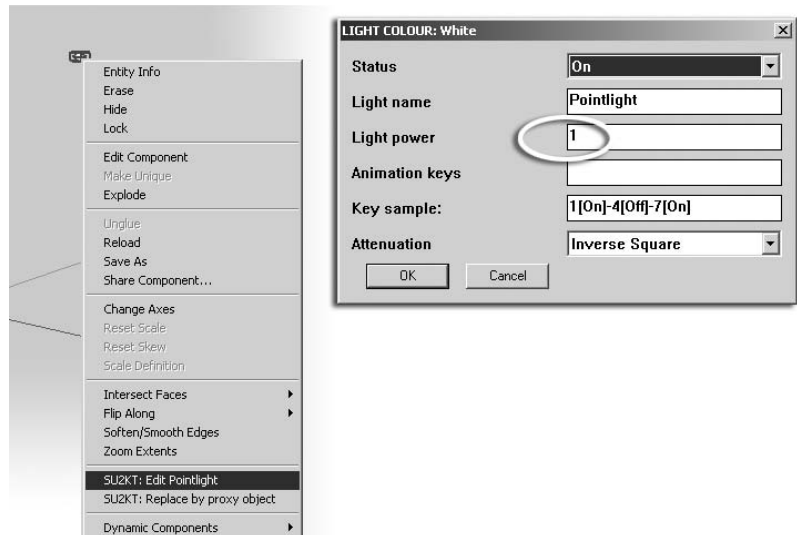 Entity Info
Erase
Hide
Lock
Edit Component
Make Unique
Explode
Unglue
Reload
Save As
Share Component...
Change Axes
Reset Scale
Reset Skew
Scale Definition
Intersect Faces
Flip Along
Soften/Smooth Edges
Zoom Extents
SU2KT: Edit Pointlight
SU2KT: Replace by proxy object
Dynamic Components
LIGHT COLOUR: White
Status On
Light name Pointlight
Light power 1
Animation keys
Key sample: 1[On]-4[Off]-7[On]
Attenuation Inverse Square
OK Cancel